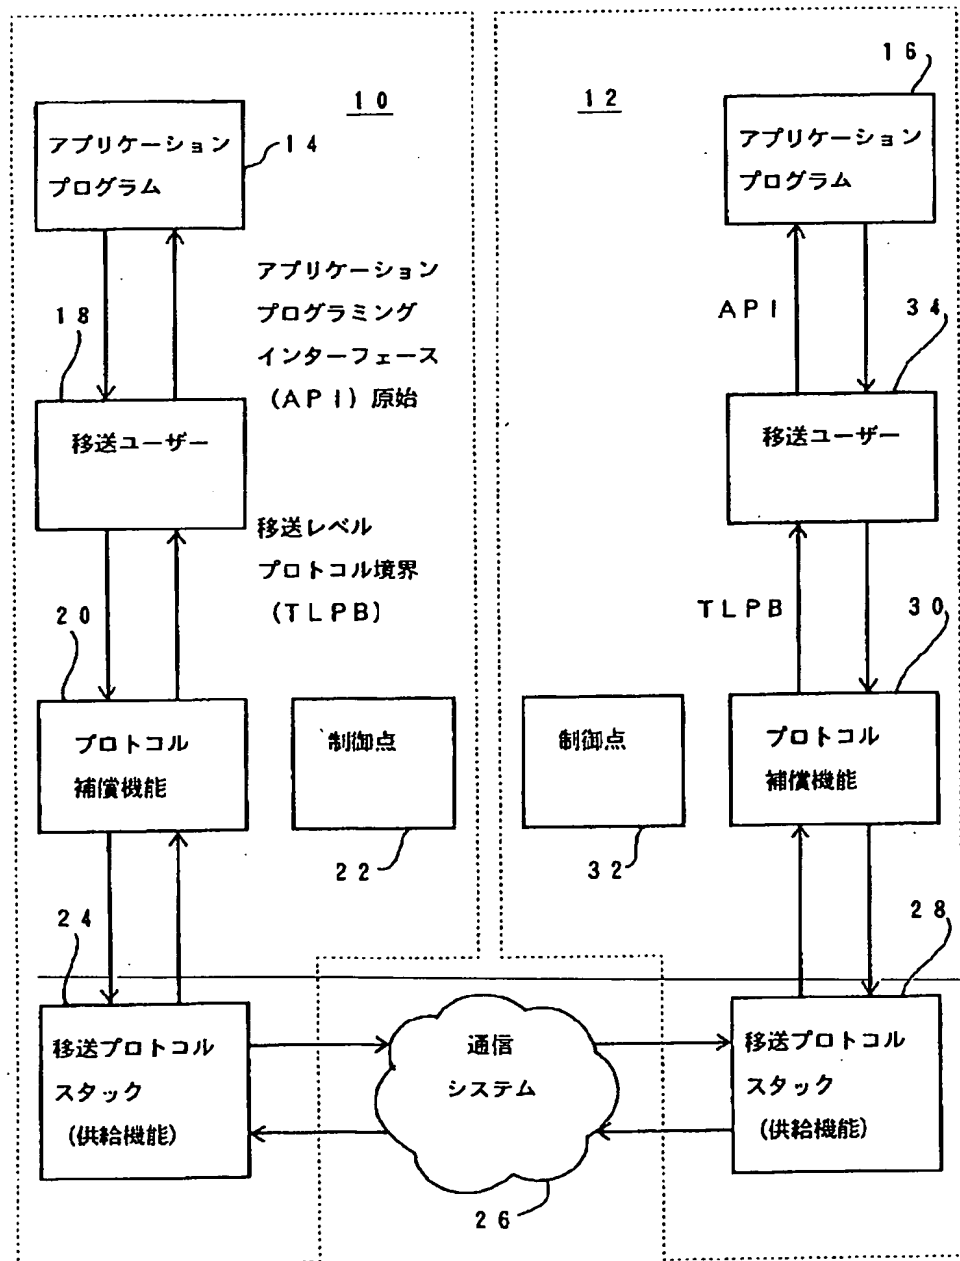 10
アプリケーション
プログラム
14
アプリケーション
プログラミング
インターフェース
(API) 原始
18
移送ユーザー
移送レベル
プロトコル境界
(TLPB)
20
プロトコル
補償機能
制御点
22
24
移送プロトコル
スタック
(供給機能)
通信
システム
26
12
16
アプリケーション
プログラム
API
34
移送ユーザー
TLPB
30
プロトコル
補償機能
制御点
32
28
移送プロトコル
スタック
(供給機能)